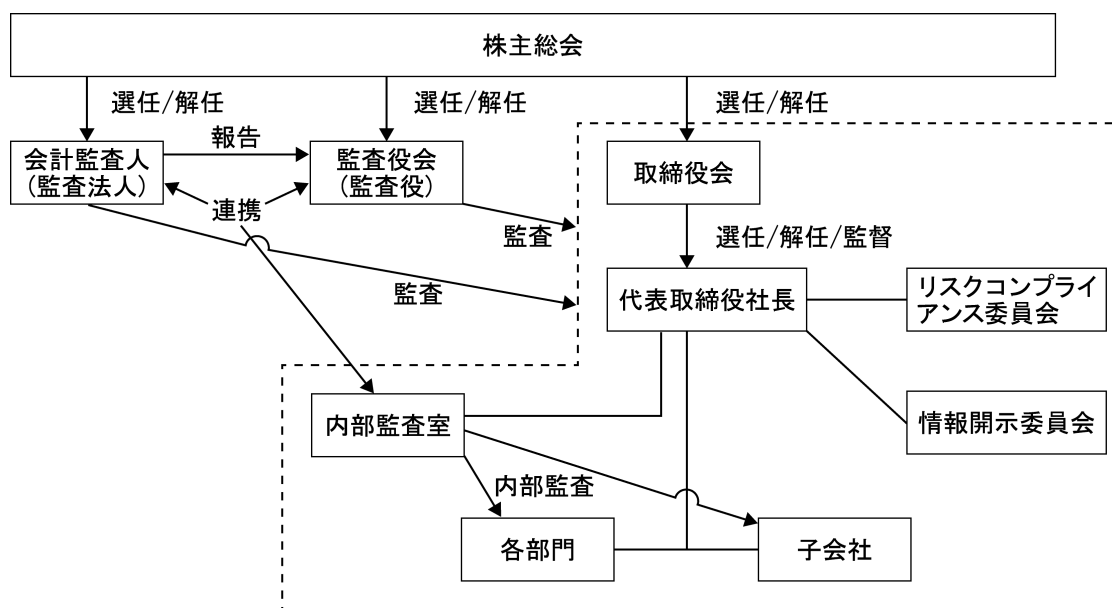 株主総会
選任/解任
選任/解任
選任/解任
会計監査人
(監査法人)
報告
監査役会
(監査役)
取締役会
連携
監査
選任/解任/監督
監査
代表取締役社長
リスクコンプライ
アンス委員会
内部監査室
情報開示委員会
内部監査
各部門
子会社